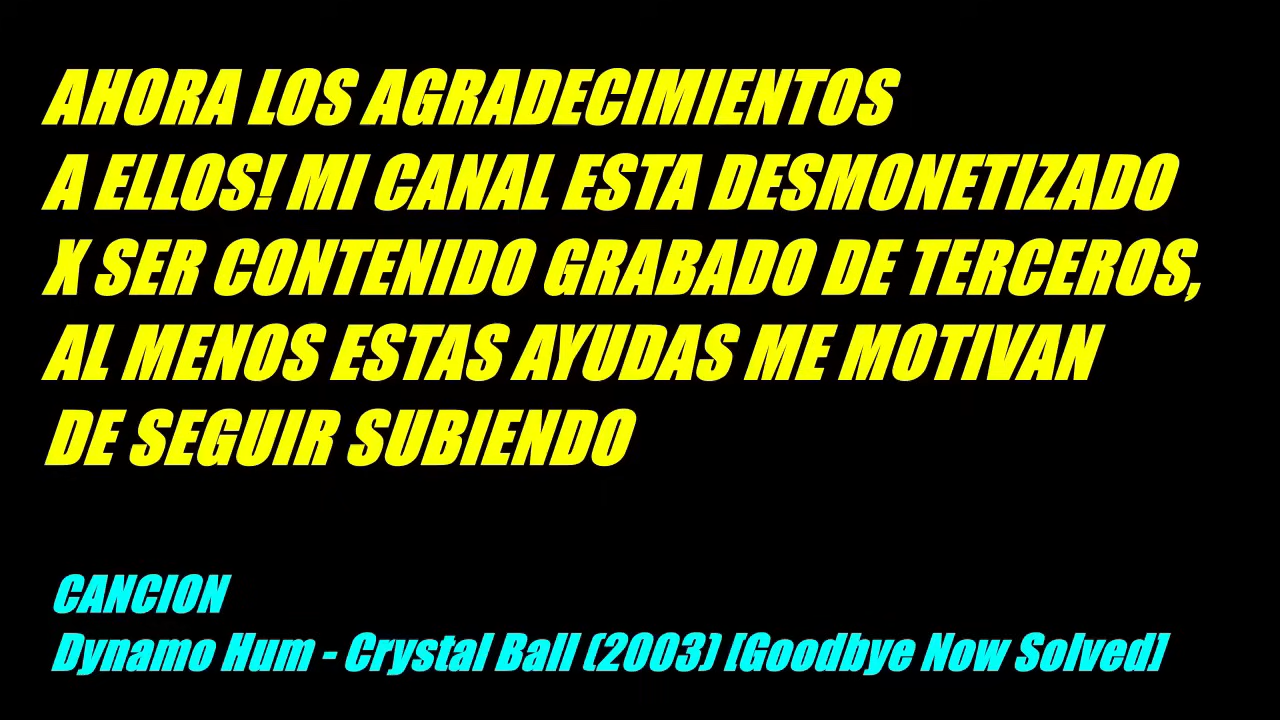 AHORA LOS AGRADECIMIENTOS
A ELLOS! MI CANAL ESTA DESMONETIZADO
X SER CONTENIDO GRABADO DE TERCEROS,
AL MENOS ESTAS AYUDAS ME MOTIVAN
DE SEGUIR SUBIENDO
CANCION
Dynamo Hum - Crystal Ball (2003) [Goodbye Now Solved]